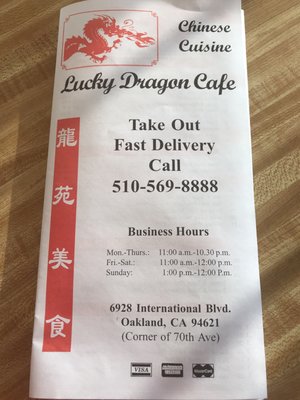 Chinese
Cuisine
Lucky Dragon Cafe
龍苑美食
Take Out
Fast Delivery
Call
510-569-8888
Business Hours
Mon.-Thurs.: 11:00 a.m.-10.30 p.m.
Fri.-Sat.: 11:00 a.m.-12:00 p.m.
Sunday: 1:00 p.m.-12:00 P.m.
6928 International Blvd.
Oakland, CA 94621
(Corner of 70th Ave)
VISA MasterCard